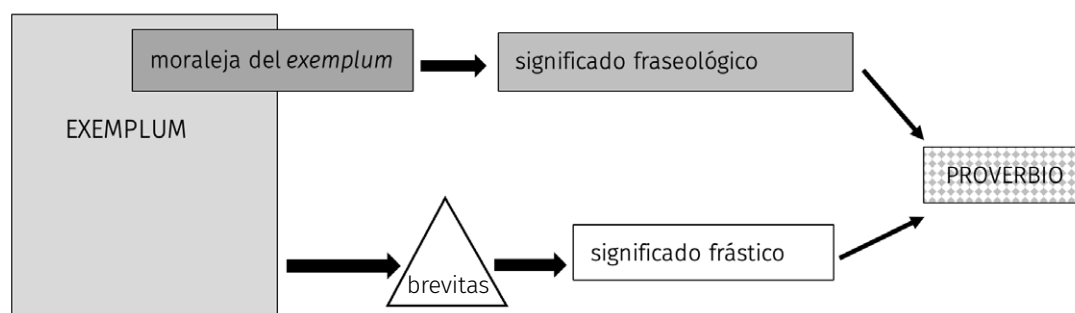 moraleja del exemplum
significado fraseológico
EXEMPLUM
PROVERBIO
significado frástico
brevitas